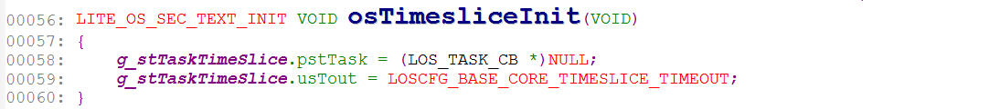 00056: LITE_OS_SEC_TEXT_INIT VOID osTimesliceInit(VOID)
00057: {
00058:     g_stTaskTimeSlice.pstTask = (LOS_TASK_CB *)NULL;
00059:     g_stTaskTimeSlice.usTout = LOSCFG_BASE_CORE_TIMESLICE_TIMEOUT;
00060: }